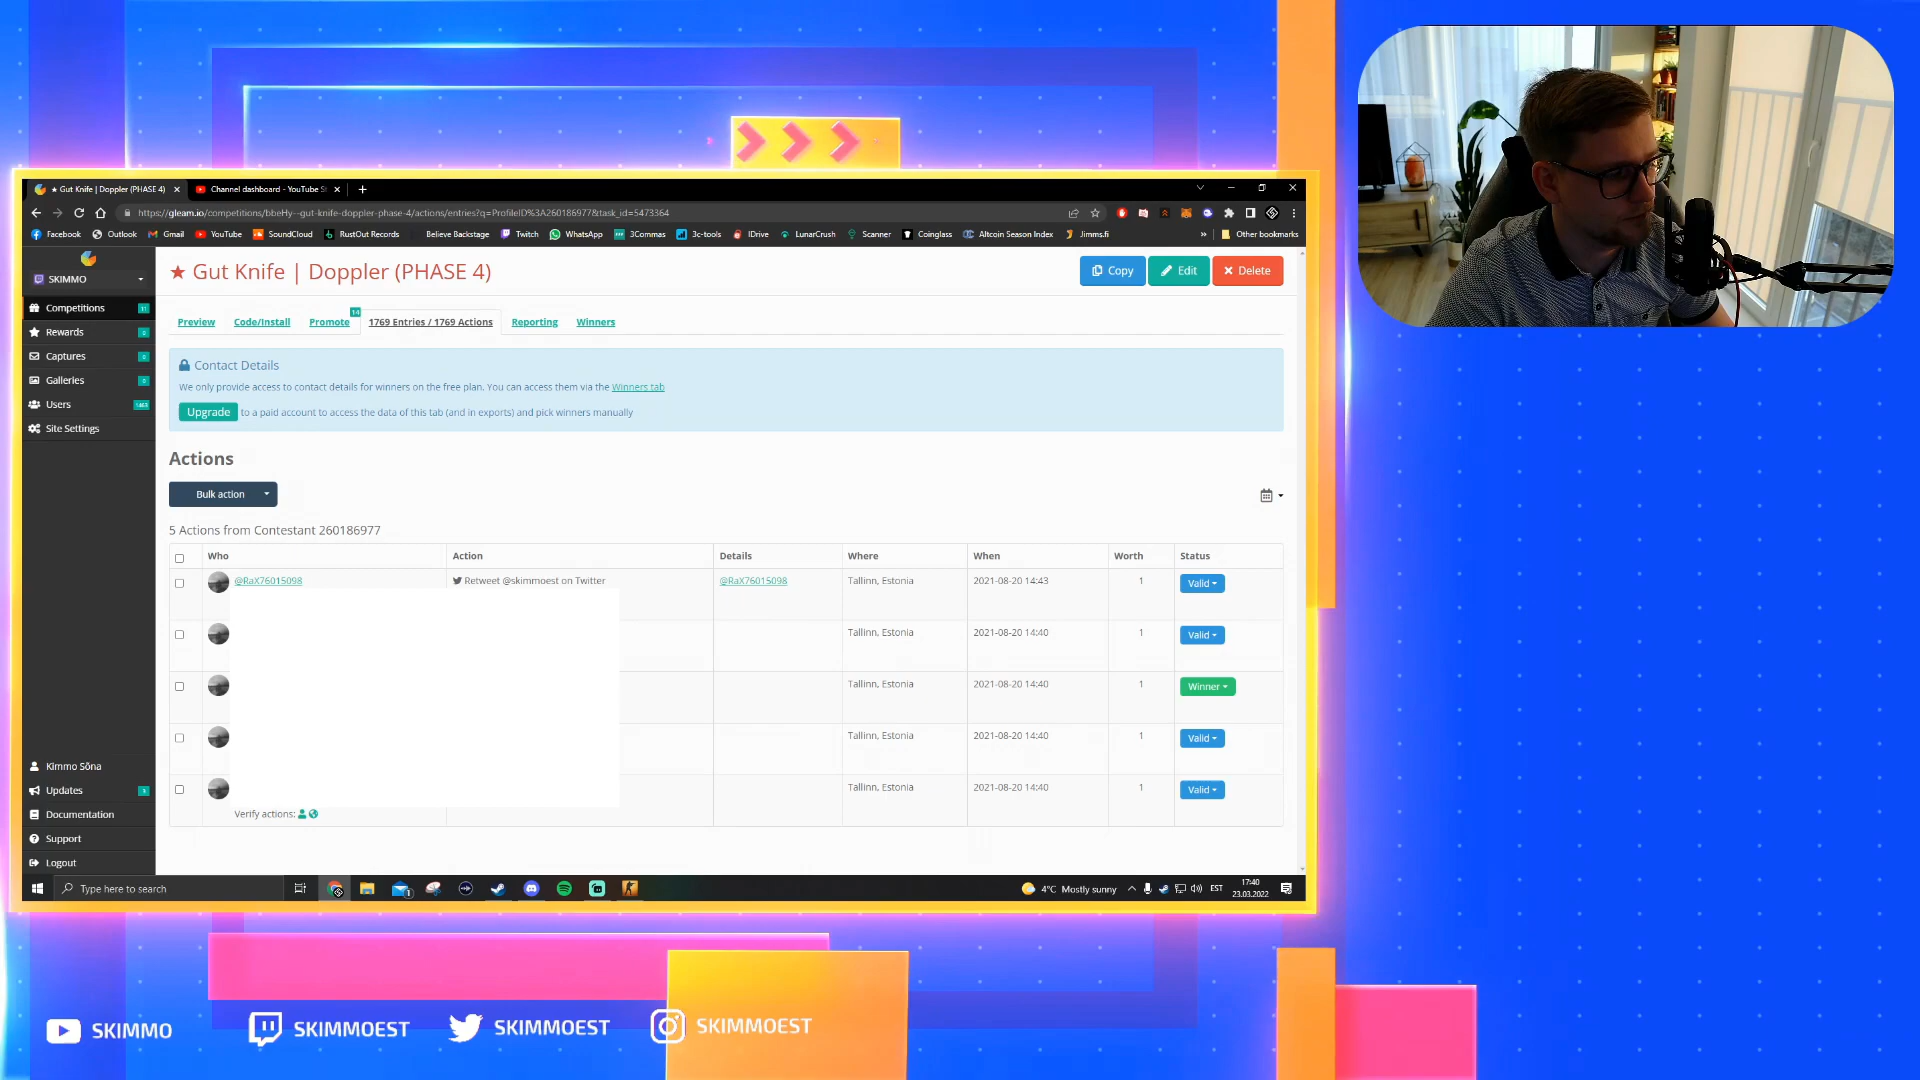 ★ Gut Knife | Doppler (PHASE 4)
Channel dashboard - YouTube St
https://gleam.io/competitions/bbeHy--gut-knife-doppler-phase-4/actions/entries?q=ProfileID%3A260186977&task_id=5473364
Facebook Outlook Gmail YouTube SoundCloud RustOut Records Believe Backstage Twitch WhatsApp 3Commas 3c-tools IDrive LunarCrush Scanner Coinglass Altcoin Season Index Jimms.fi » Other bookmarks
SKIMMO
Competitions 11
Rewards 0
Captures 0
Galleries 0
Users 1463
Site Settings
Kimmo Sõna
Updates 3
Documentation
Support
Logout
★ Gut Knife | Doppler (PHASE 4)
Copy Edit Delete
Preview Code/Install Promote 14 1769 Entries / 1769 Actions Reporting Winners
Contact Details
We only provide access to contact details for winners on the free plan. You can access them via the Winners tab
Upgrade to a paid account to access the data of this tab (and in exports) and pick winners manually
Actions
Bulk action
5 Actions from Contestant 260186977
Who Action Details Where When Worth Status
@RaX76015098 Retweet @skimmoest on Twitter @RaX76015098 Tallinn, Estonia 2021-08-20 14:43 1 Valid
Tallinn, Estonia 2021-08-20 14:40 1 Valid
Tallinn, Estonia 2021-08-20 14:40 1 Winner
Tallinn, Estonia 2021-08-20 14:40 1 Valid
Tallinn, Estonia 2021-08-20 14:40 1 Valid
Verify actions:
Type here to search
4°C Mostly sunny EST 17:40
23.03.2022
SKIMMO SKIMMOEST SKIMMOEST SKIMMOEST